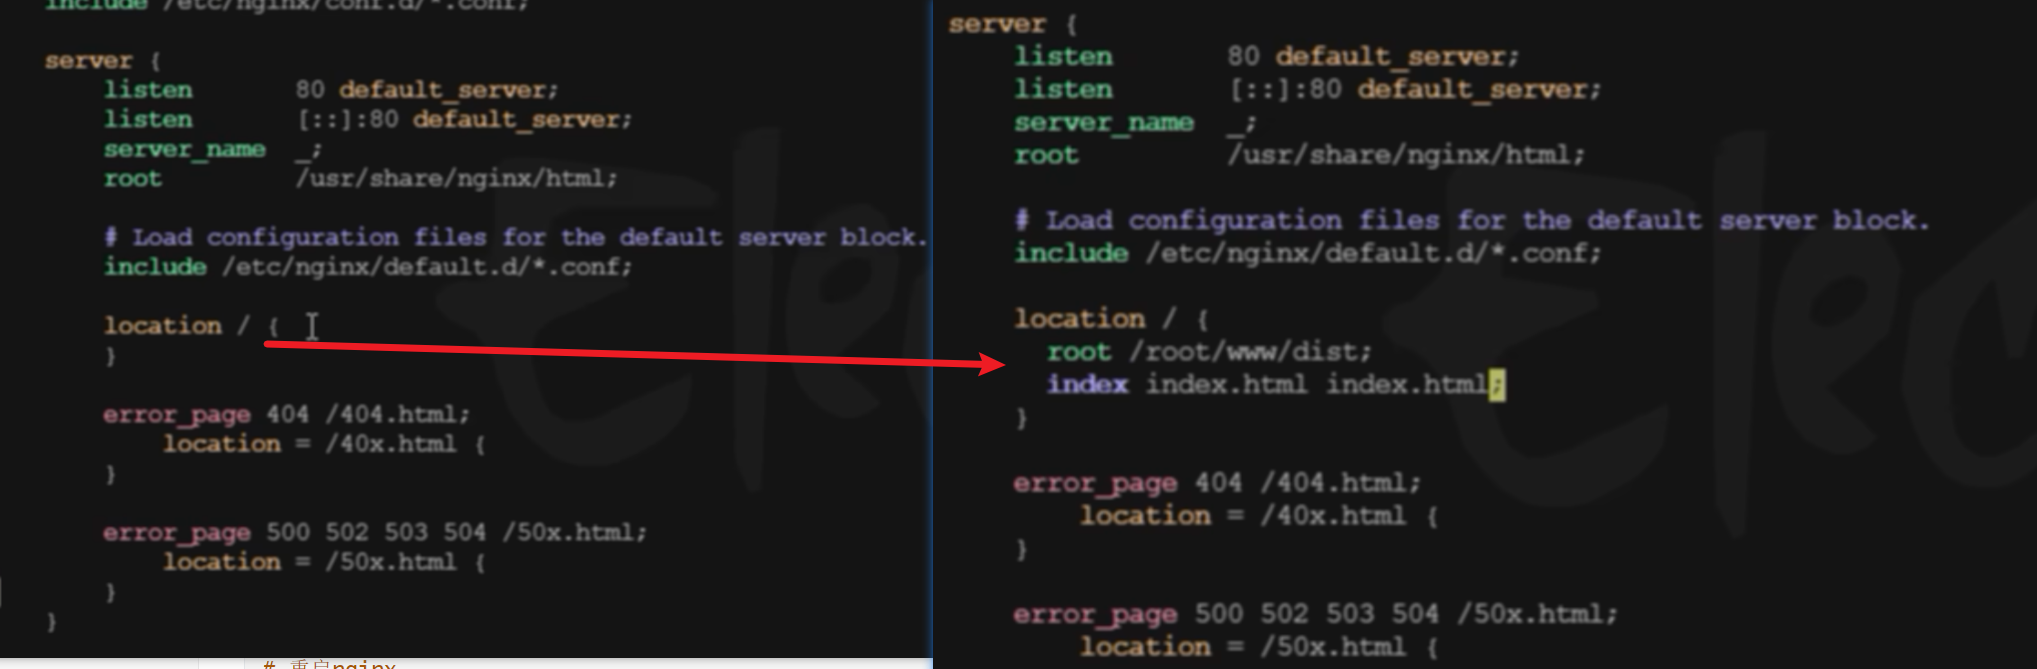 include /etc/nginx/conf.d/*.conf;
server {
listen 80 default_server;
listen [::]:80 default_server;
server_name _;
root /usr/share/nginx/html;
# Load configuration files for the default server block.
include /etc/nginx/default.d/*.conf;
location / {
}
error_page 404 /404.html;
location = /40x.html {
}
error_page 500 502 503 504 /50x.html;
location = /50x.html {
}
}
# 重启nginx
server {
listen 80 default_server;
listen [::]:80 default_server;
server_name _;
root /usr/share/nginx/html;
# Load configuration files for the default server block.
include /etc/nginx/default.d/*.conf;
location / {
root /root/www/dist;
index index.html index.html;
}
error_page 404 /404.html;
location = /40x.html {
}
error_page 500 502 503 504 /50x.html;
location = /50x.html {